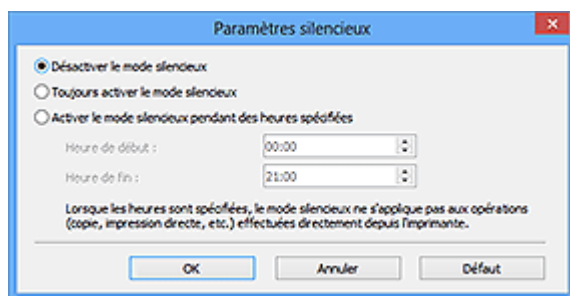 Paramètres silencieux
Désactiver le mode silencieux
Toujours activer le mode silencieux
Activer le mode silencieux pendant des heures spécifiées
Heure de début : 00:00
Heure de fin : 21:00
Lorsque les heures sont spécifiées, le mode silencieux ne s'applique pas aux opérations
(copie, impression directe, etc.) effectuées directement depuis l'imprimante.
OK Annuler Défaut